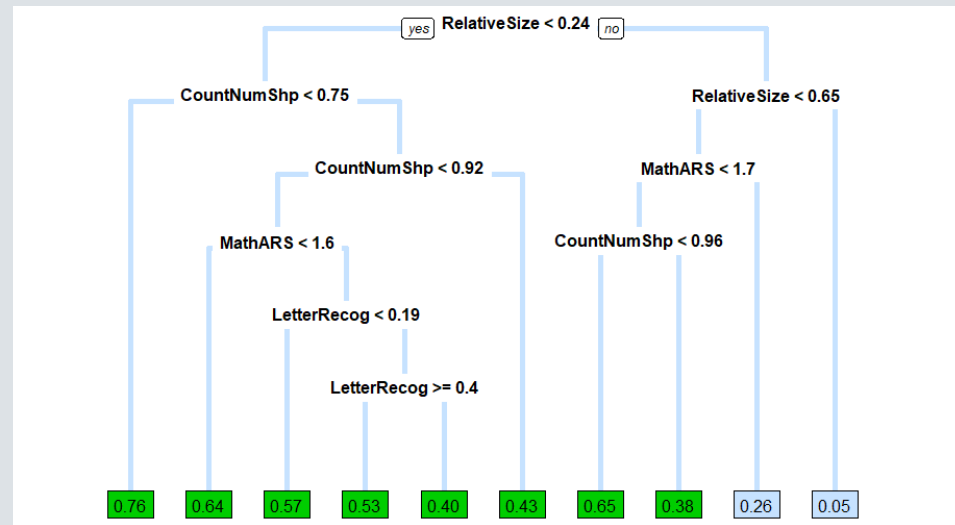 yes RelativeSize < 0.24 no
CountNumShp < 0.75 RelativeSize < 0.65
CountNumShp < 0.92 MathARS < 1.7
MathARS < 1.6 CountNumShp < 0.96
LetterRecog < 0.19
LetterRecog >= 0.4
0.76 0.64 0.57 0.53 0.40 0.43 0.65 0.38 0.26 0.05